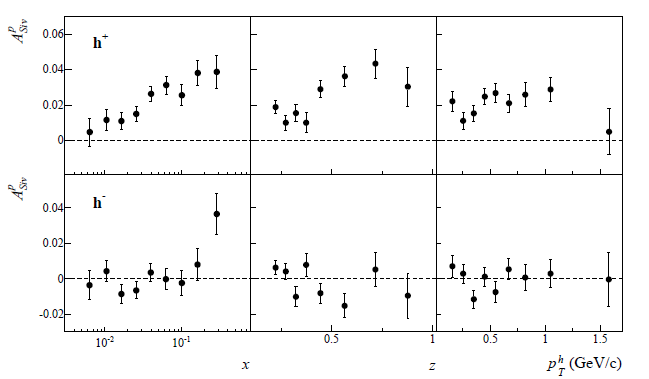 A^p_Siv
0.06
0.04
0.02
0
h⁺
A^p_Siv
0.04
0.02
0
-0.02
h⁻
10⁻² 10⁻¹ 0.5 1 0.5 1 1.5
x z p^h_T (GeV/c)